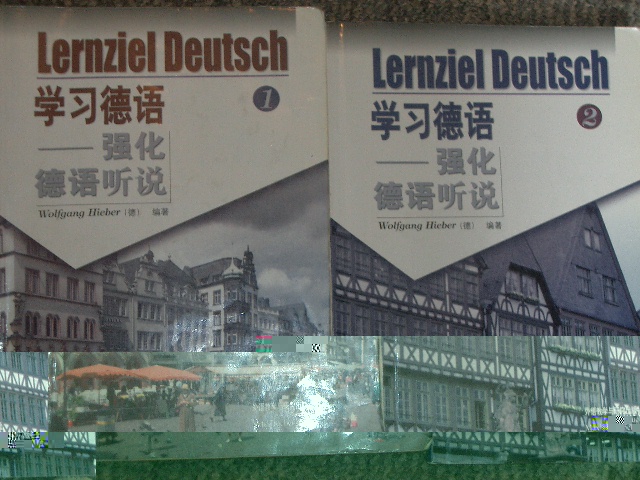 Lernziel Deutsch
1
学习德语
—— 强化
德语听说
Wolfgang Hieber（德） 编著
Lernziel Deutsch
2
学习德语
—— 强化
德语听说
Wolfgang Hieber（德） 编著